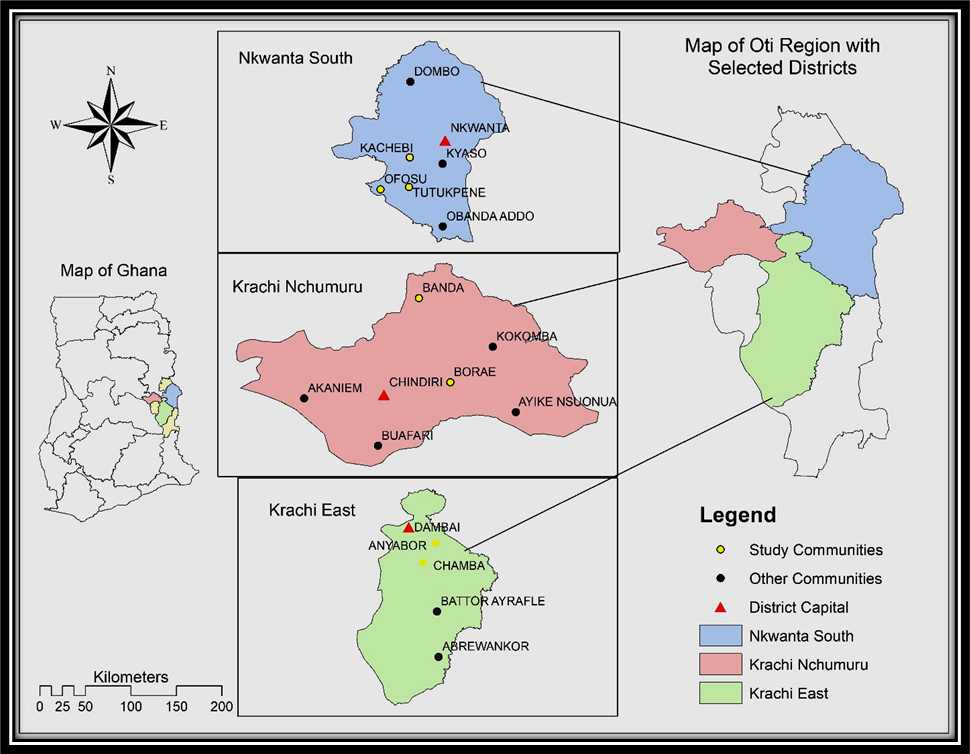 Map of Oti Region with
Selected Districts
N
W
E
S
Nkwanta South
DOMBO
NKWANTA
KYASO
KACHEBI
OFOSU
TUTUKPENE
OBANDA ADDO
Map of Ghana
Krachi Nchumuru
BANDA
KOKOMBA
BORAE
CHINDIRI
AKANIEM
AYIKE NSUONUA
BUAFARI
Krachi East
DAMBAI
ANYABOR
CHAMBA
BATTOR AYRAFLE
ABREWANKOR
Kilometers
0 25 50 100 150 200
Legend
Study Communities
Other Communities
District Capital
Nkwanta South
Krachi Nchumuru
Krachi East